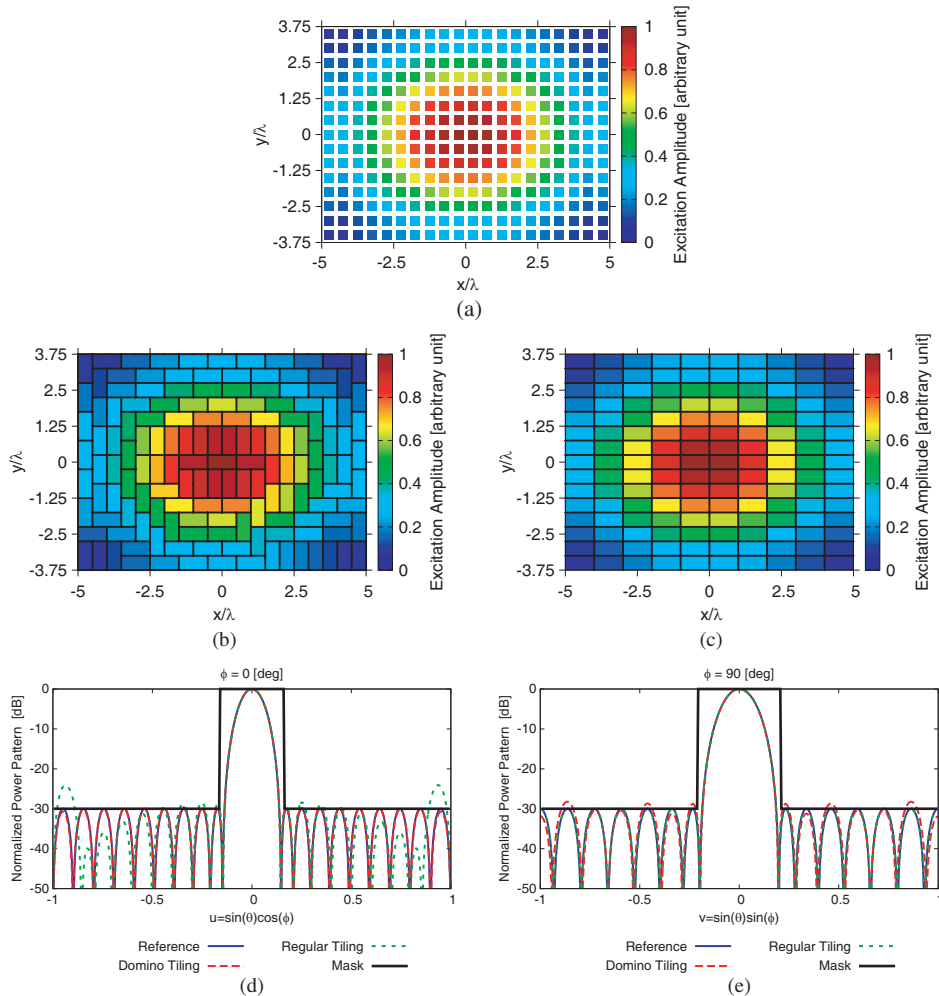 3.75
2.5
1.25
0
-1.25
-2.5
-3.75
y/λ
-5
-2.5
0
2.5
5
x/λ
1
0.8
0.6
0.4
0.2
0
Excitation Amplitude [arbitrary unit]
(a)
3.75
2.5
1.25
0
-1.25
-2.5
-3.75
y/λ
-5
-2.5
0
2.5
5
x/λ
1
0.8
0.6
0.4
0.2
0
Excitation Amplitude [arbitrary unit]
(b)
3.75
2.5
1.25
0
-1.25
-2.5
-3.75
y/λ
-5
-2.5
0
2.5
5
x/λ
1
0.8
0.6
0.4
0.2
0
Excitation Amplitude [arbitrary unit]
(c)
ϕ = 0 [deg]
0
-10
-20
-30
-40
-50
Normalized Power Pattern [dB]
-1
-0.5
0
0.5
1
u=sin(θ)cos(ϕ)
Reference
Regular Tiling
Domino Tiling
Mask
(d)
ϕ = 90 [deg]
0
-10
-20
-30
-40
-50
Normalized Power Pattern [dB]
-1
-0.5
0
0.5
1
v=sin(θ)sin(ϕ)
Reference
Regular Tiling
Domino Tiling
Mask
(e)